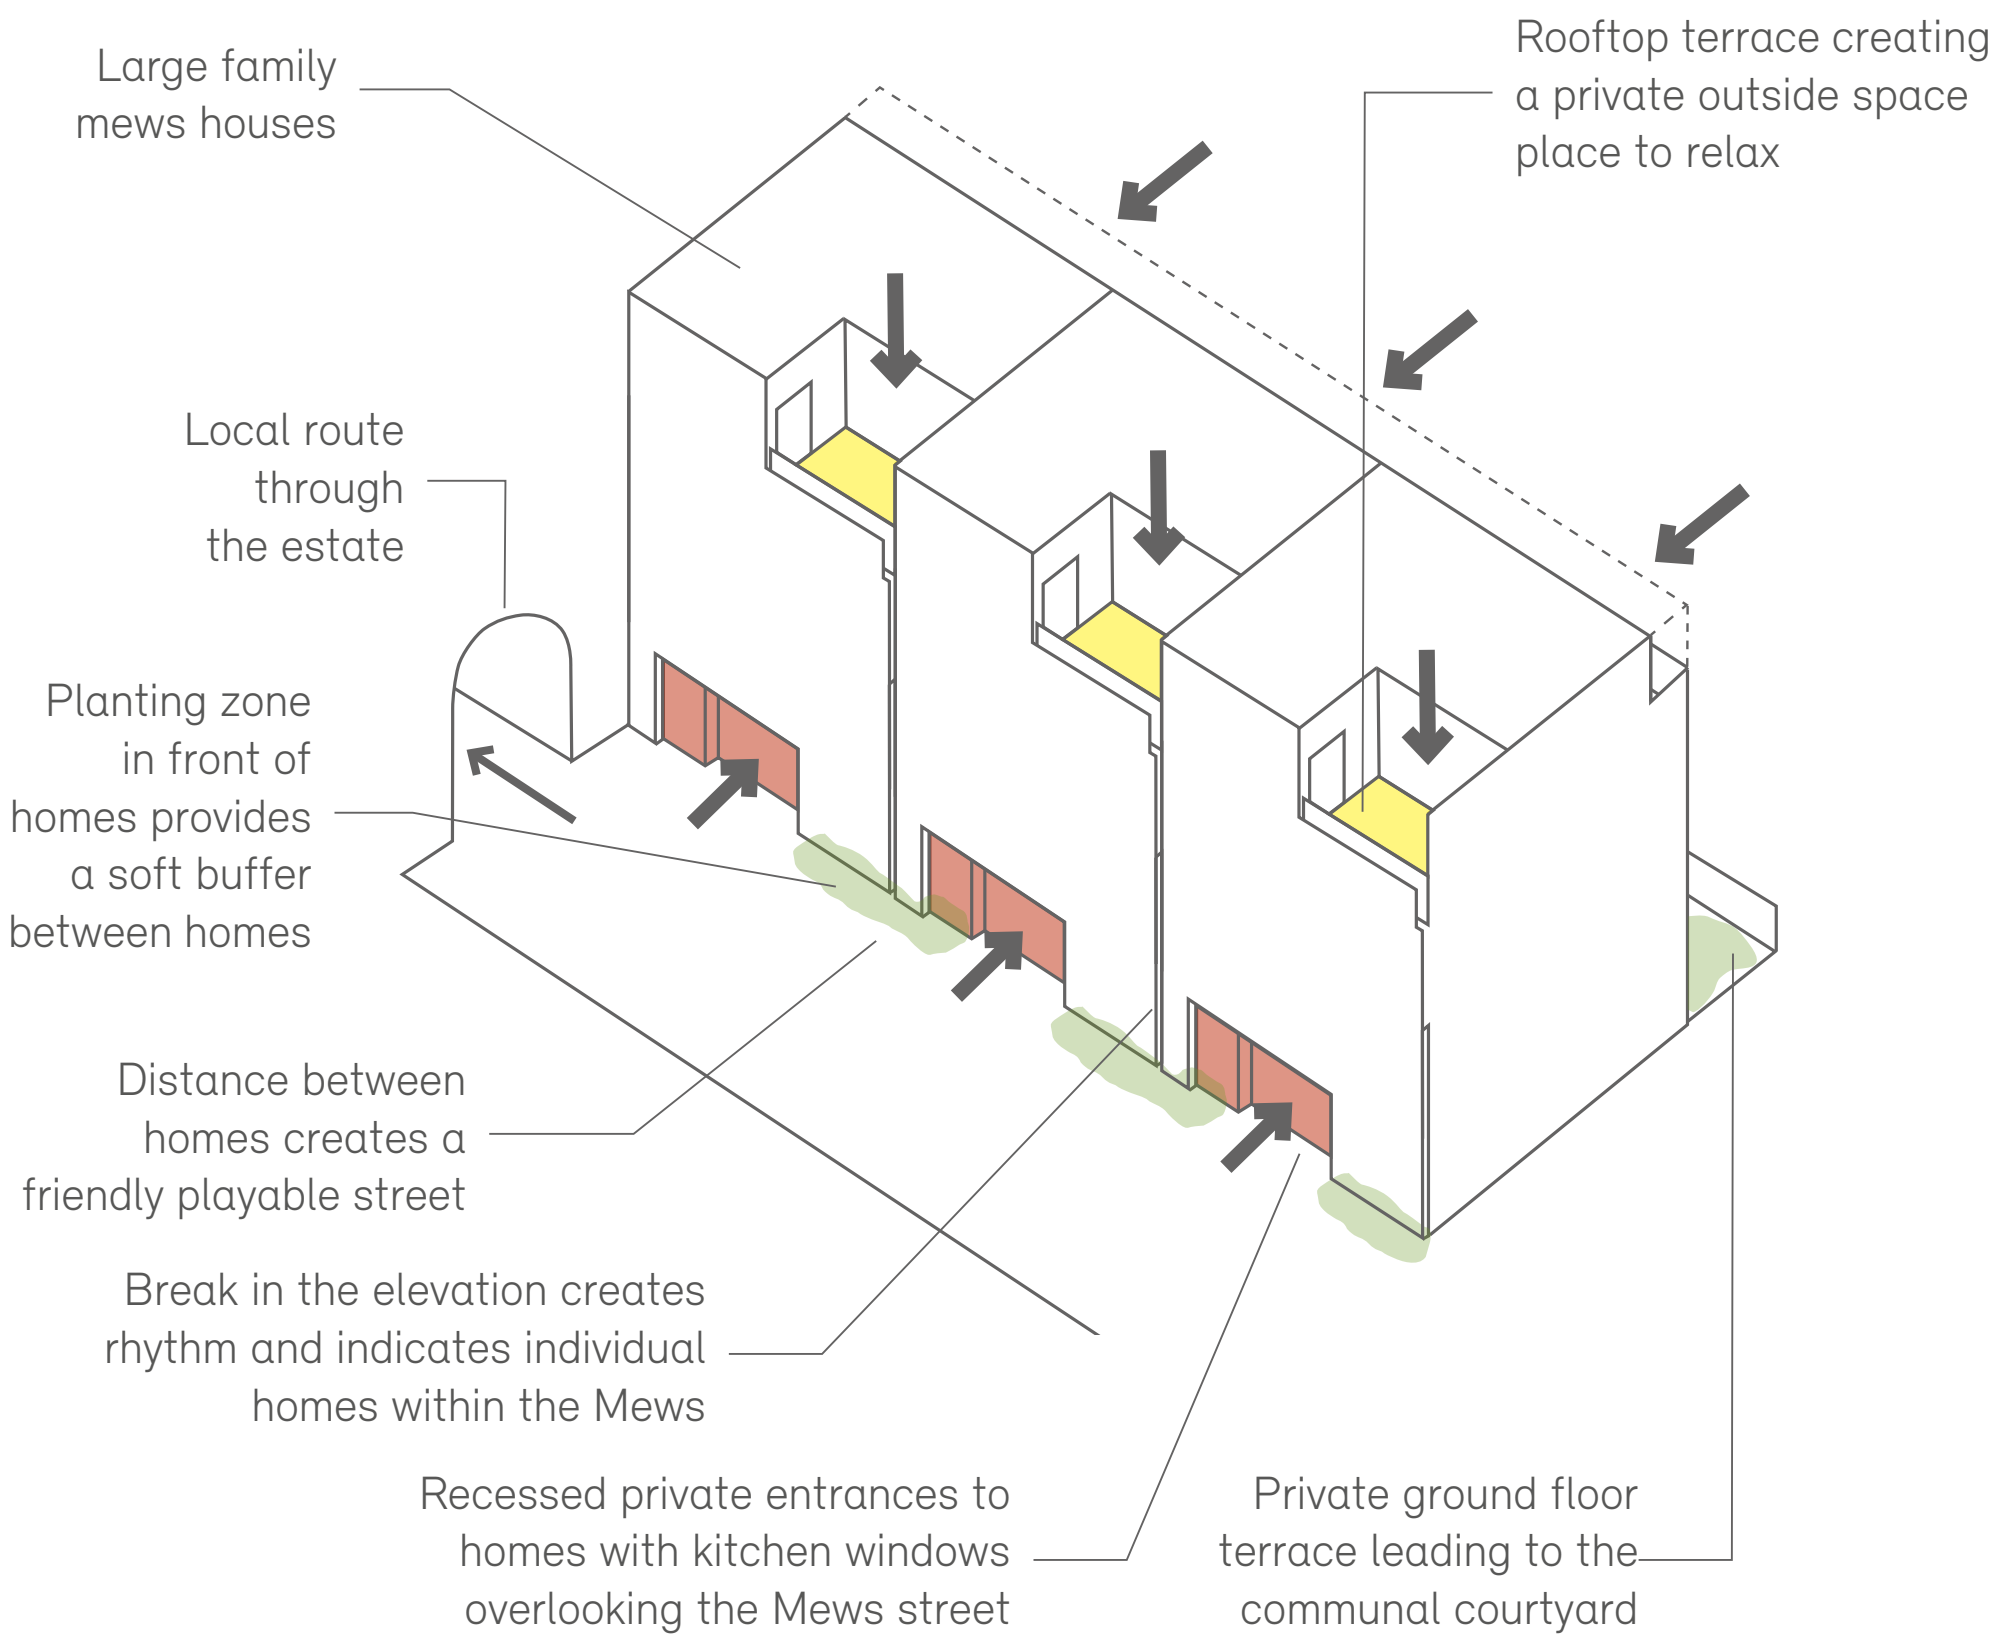 Large family
mews houses
Rooftop terrace creating
a private outside space
place to relax
Local route
through
the estate
Planting zone
in front of
homes provides
a soft buffer
between homes
Distance between
homes creates a
friendly playable street
Break in the elevation creates
rhythm and indicates individual
homes within the Mews
Recessed private entrances to
homes with kitchen windows
overlooking the Mews street
Private ground floor
terrace leading to the
communal courtyard